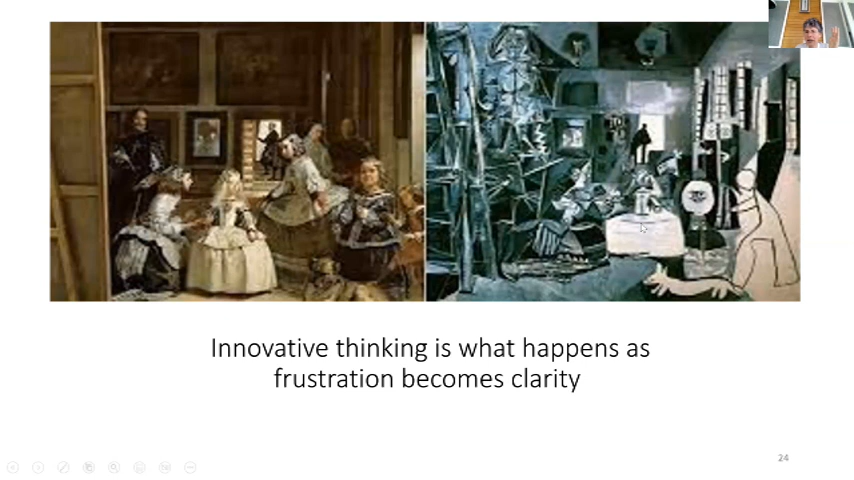 Innovative thinking is what happens as
frustration becomes clarity
24